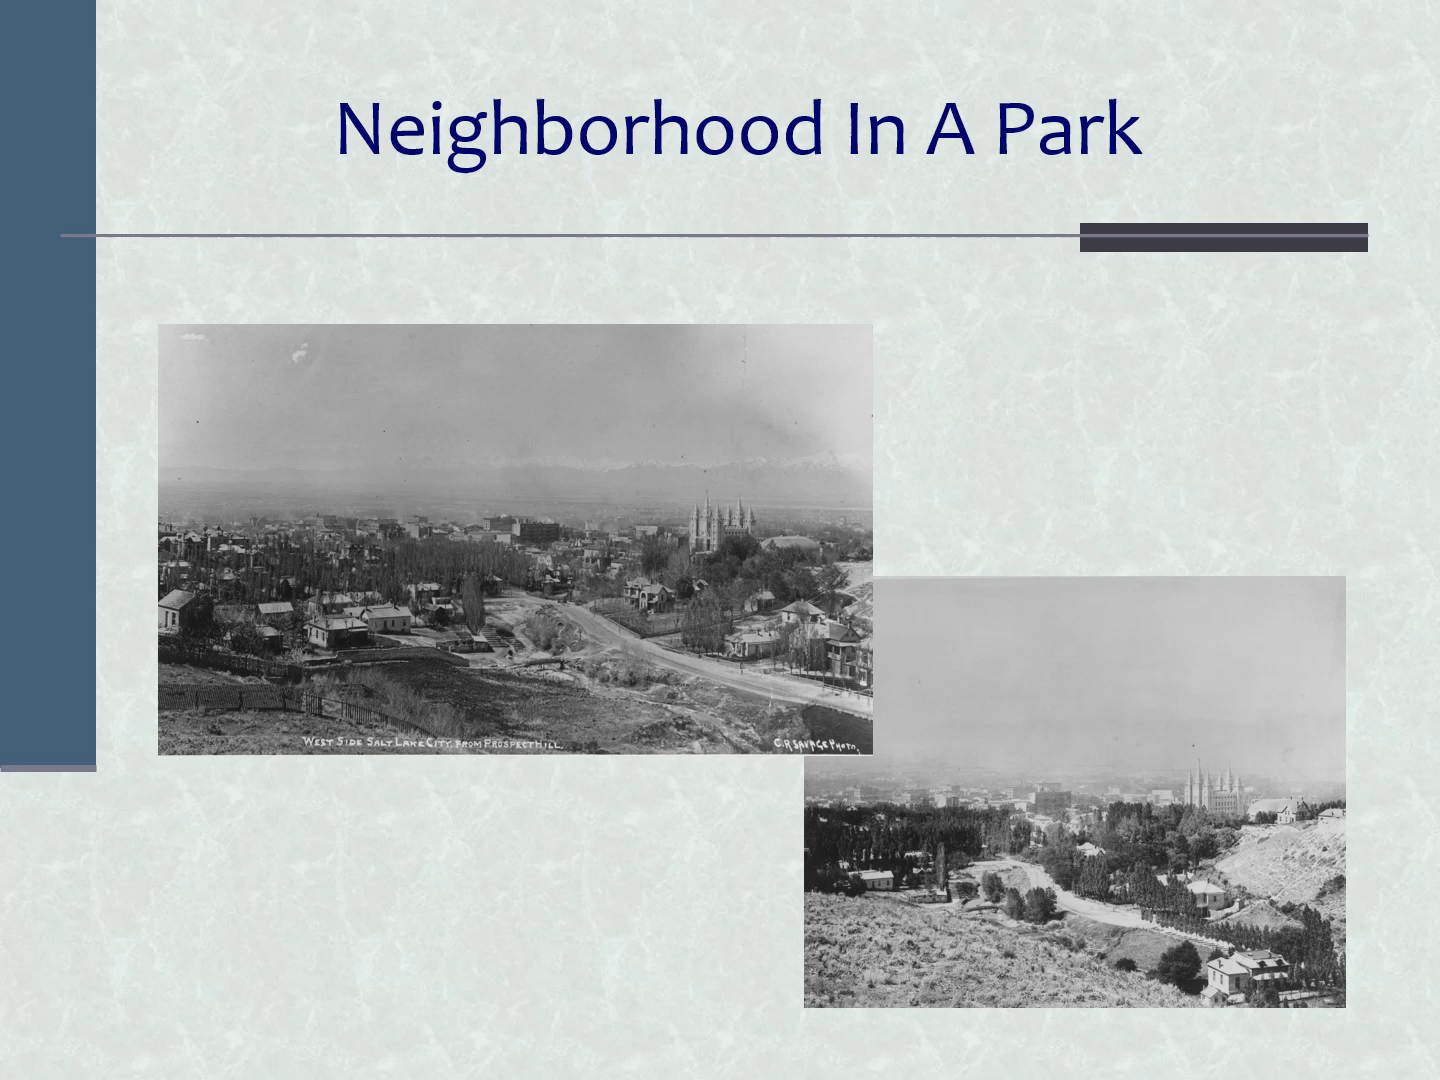 Neighborhood In A Park
WEST SIDE SALT LAKE CITY, FROM PROSPECT HILL.
C.R.SAVAGE PHOTO,